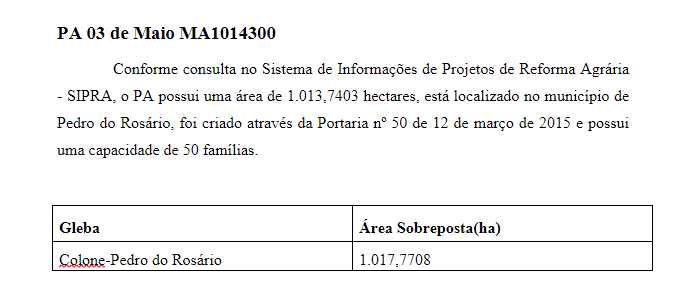 PA 03 de Maio MA1014300
Conforme consulta no Sistema de Informações de Projetos de Reforma Agrária
- SIPRA, o PA possui uma área de 1.013,7403 hectares, está localizado no município de
Pedro do Rosário, foi criado através da Portaria nº 50 de 12 de março de 2015 e possui
uma capacidade de 50 famílias.
Gleba Área Sobreposta(ha)
Colone-Pedro do Rosário 1.017,7708